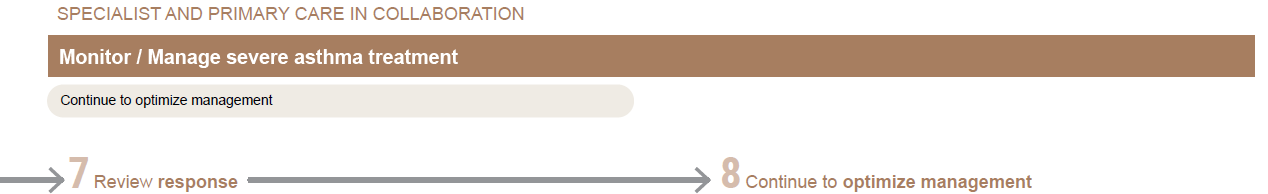 SPECIALIST AND PRIMARY CARE IN COLLABORATION
Monitor / Manage severe asthma treatment
Continue to optimize management
7 Review response
8 Continue to optimize management